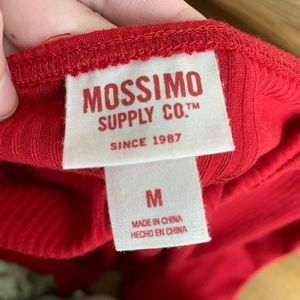 MOSSIMO
SUPPLY CO.™
SINCE 1987
M
MADE IN CHINA
HECHO EN CHINA